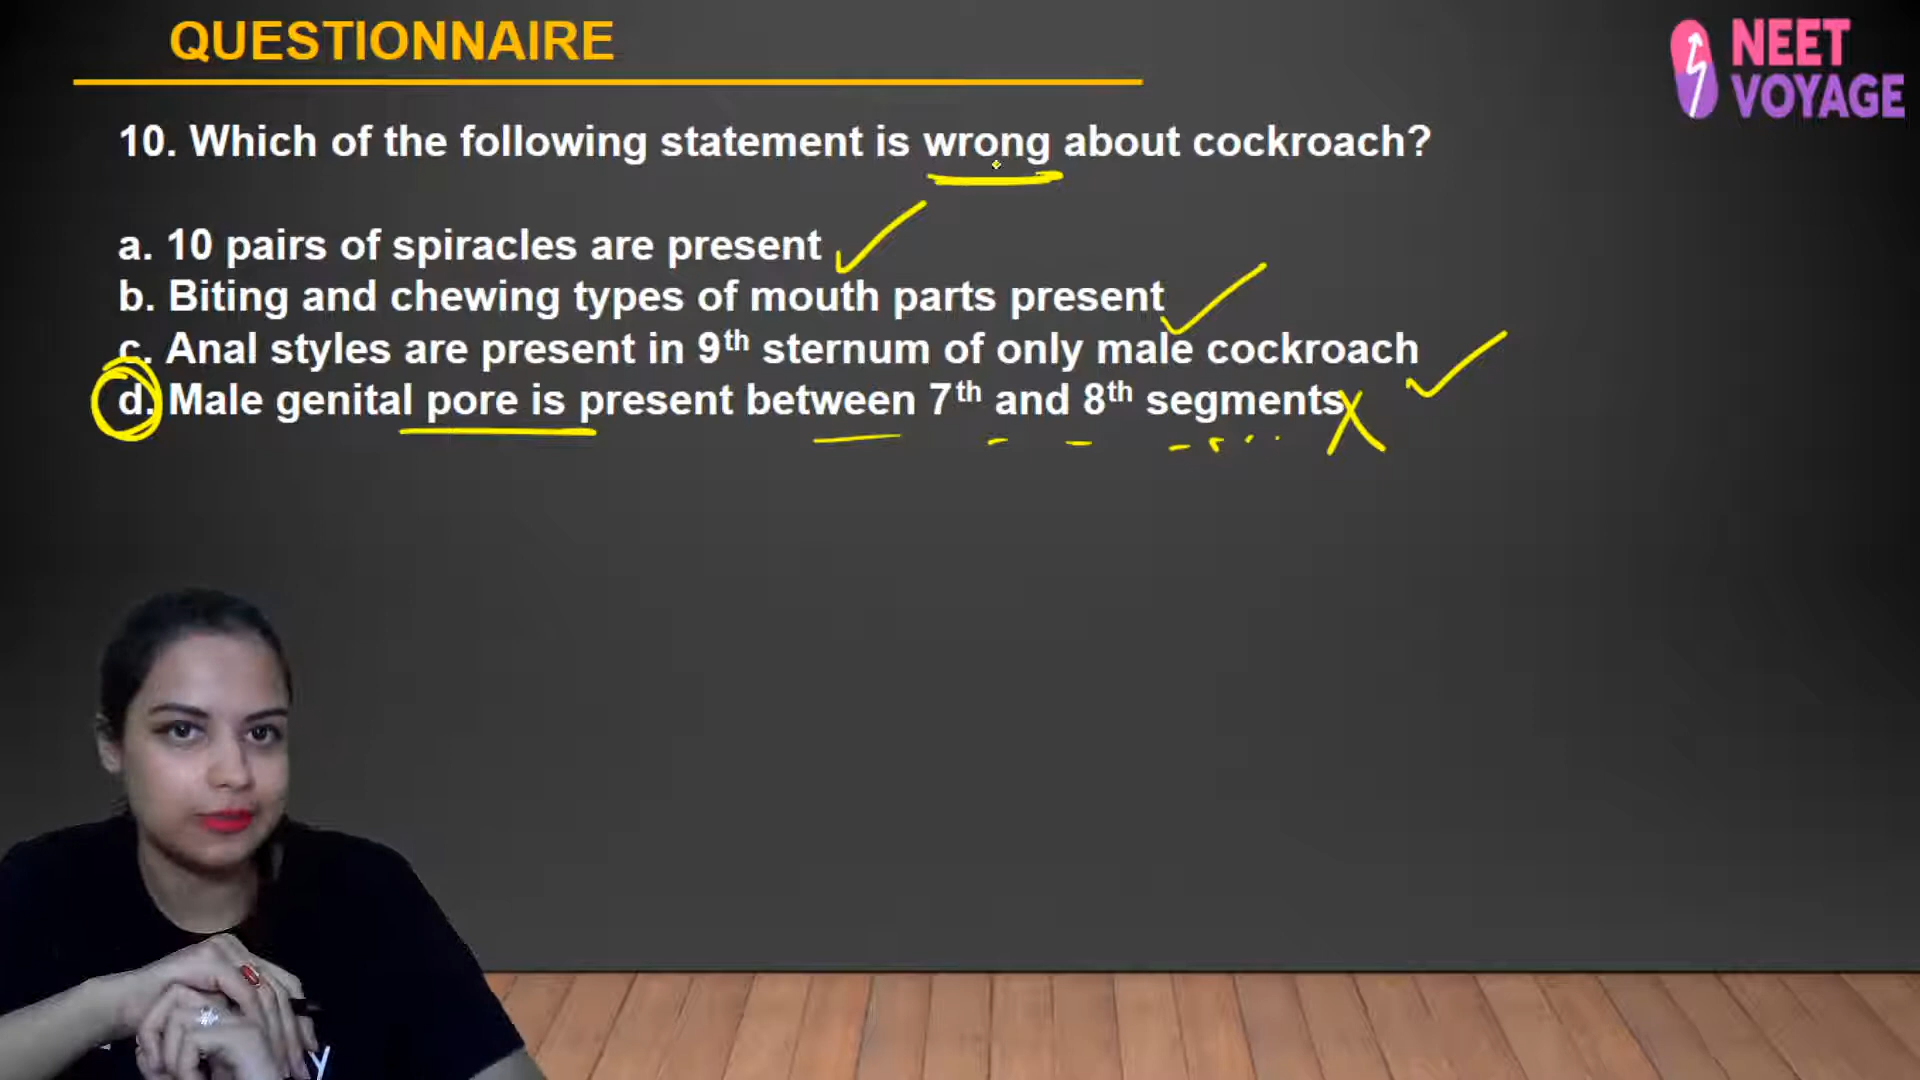 QUESTIONNAIRE
NEET
VOYAGE
10. Which of the following statement is wrong about cockroach?
a. 10 pairs of spiracles are present
b. Biting and chewing types of mouth parts present
c. Anal styles are present in 9th sternum of only male cockroach
d. Male genital pore is present between 7th and 8th segments